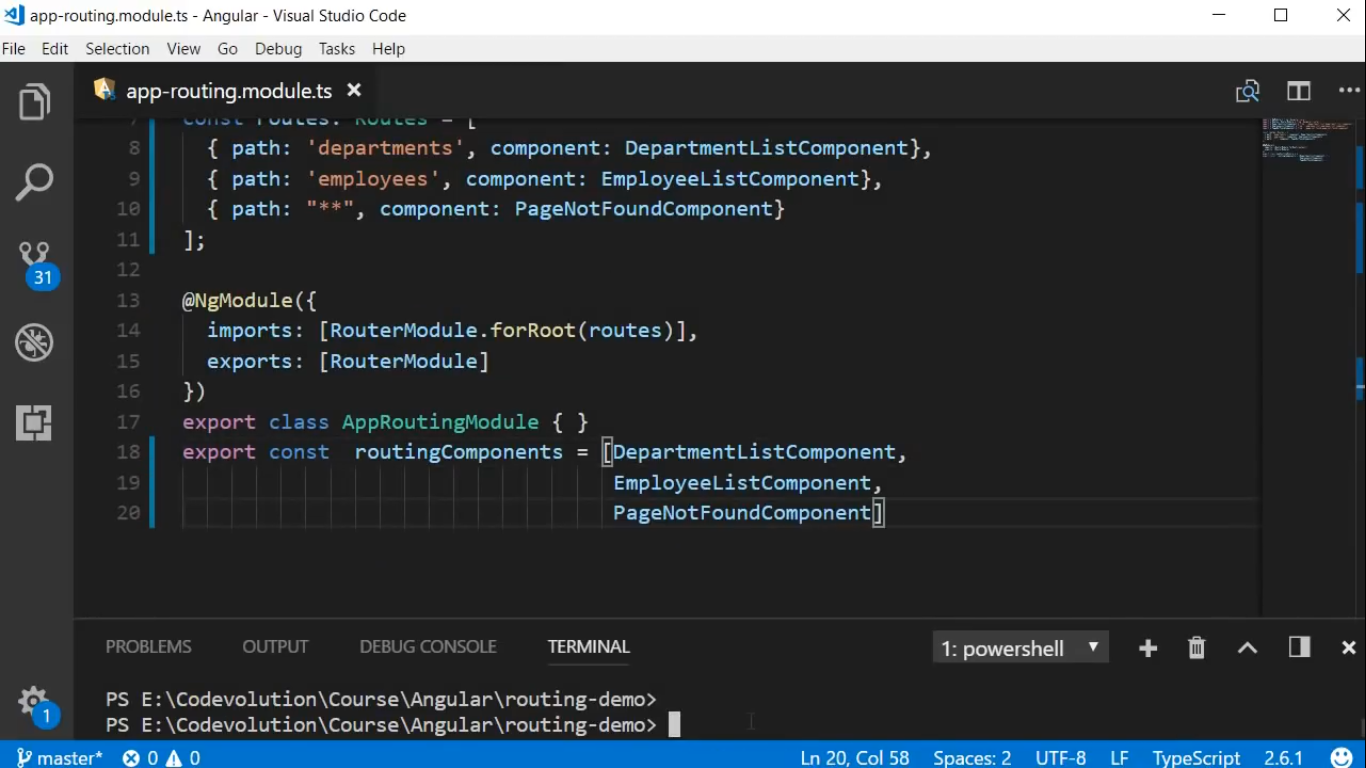 app-routing.module.ts - Angular - Visual Studio Code
File Edit Selection View Go Debug Tasks Help
app-routing.module.ts
7 const routes: Routes = [
8 { path: 'departments', component: DepartmentListComponent},
9 { path: 'employees', component: EmployeeListComponent},
10 { path: "**", component: PageNotFoundComponent}
11 ];
12
13 @NgModule({
14 imports: [RouterModule.forRoot(routes)],
15 exports: [RouterModule]
16 })
17 export class AppRoutingModule { }
18 export const  routingComponents = [DepartmentListComponent,
19 EmployeeListComponent,
20 PageNotFoundComponent]
31
PROBLEMS OUTPUT DEBUG CONSOLE TERMINAL 1: powershell
PS E:\Codevolution\Course\Angular\routing-demo>
PS E:\Codevolution\Course\Angular\routing-demo>
1
master* 0 0 Ln 20, Col 58 Spaces: 2 UTF-8 LF TypeScript 2.6.1